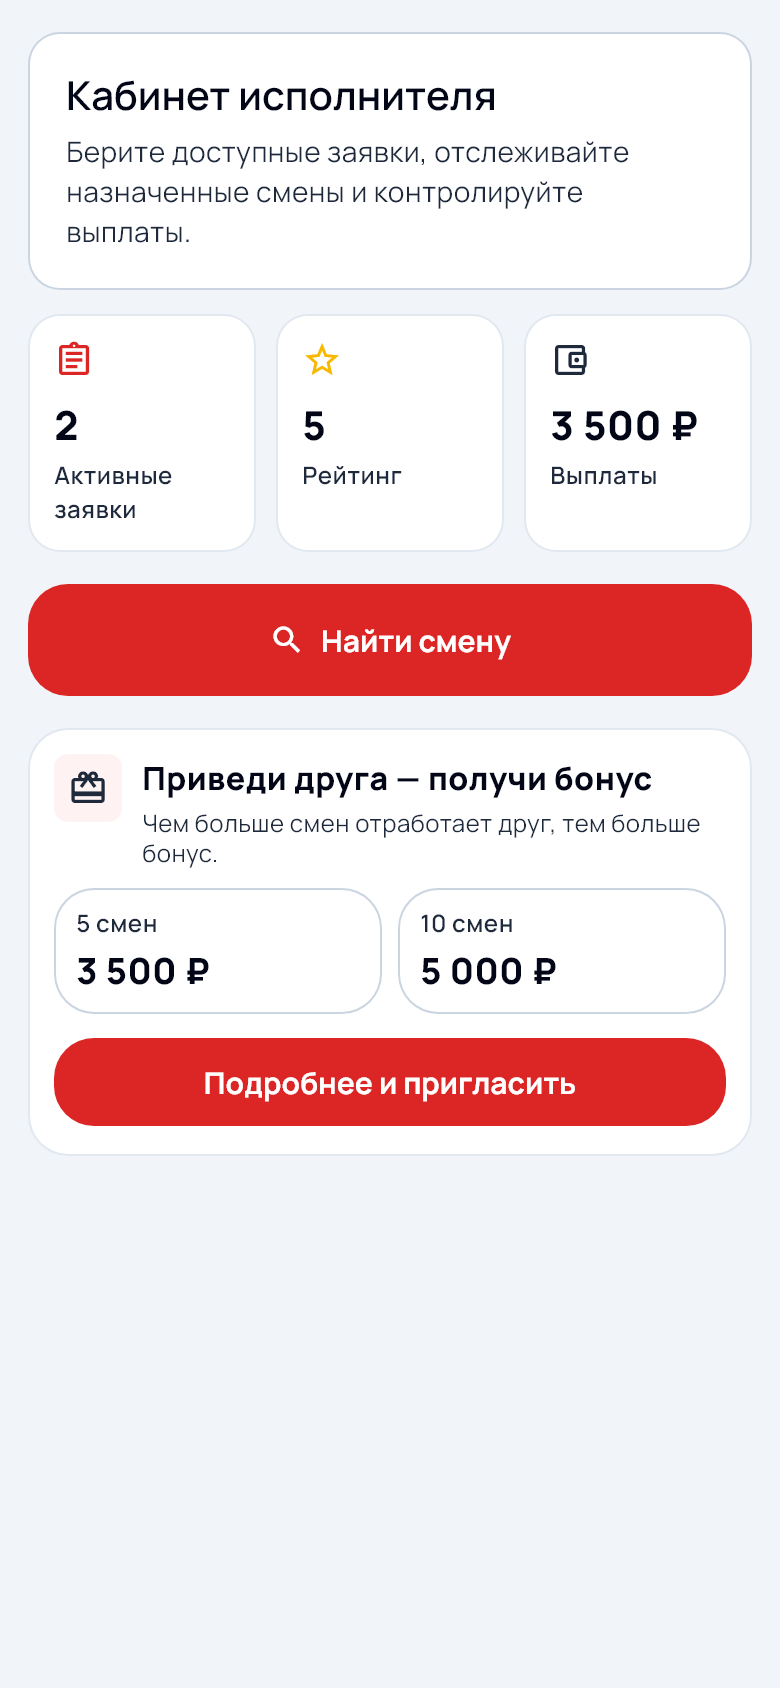 Кабинет исполнителя
Берите доступные заявки, отслеживайте
назначенные смены и контролируйте
выплаты.
2
Активные
заявки
5
Рейтинг
3 500 ₽
Выплаты
Найти смену
Приведи друга — получи бонус
Чем больше смен отработает друг, тем больше
бонус.
5 смен
3 500 ₽
10 смен
5 000 ₽
Подробнее и пригласить